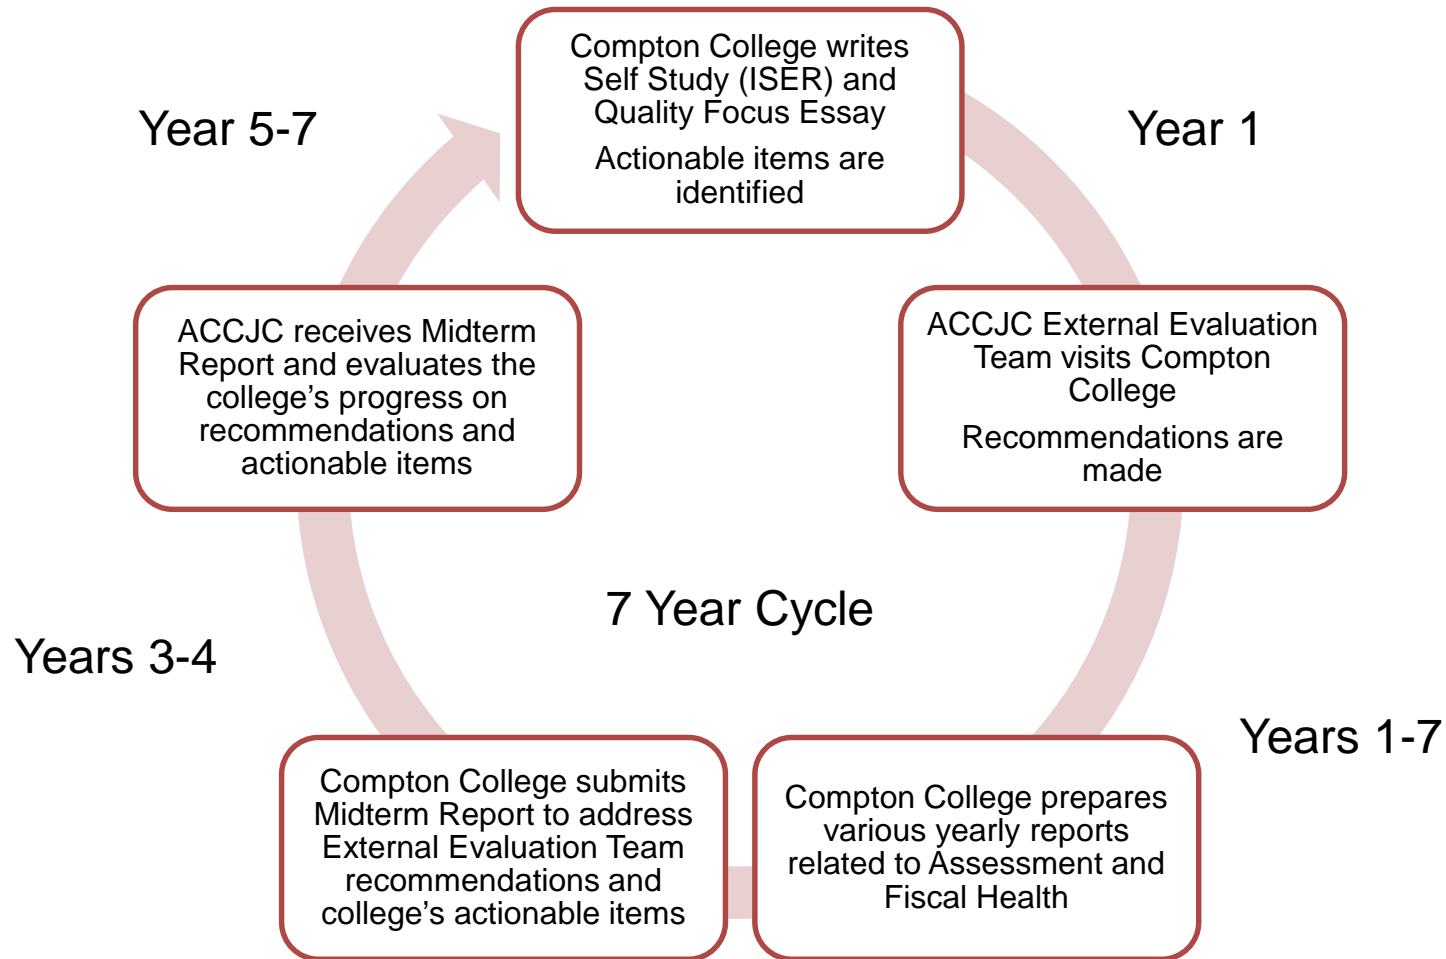 Compton College writes
Self Study (ISER) and
Quality Focus Essay
Actionable items are
identified
Year 1
ACCJC External Evaluation
Team visits Compton
College
Recommendations are
made
Years 1-7
Compton College prepares
various yearly reports
related to Assessment and
Fiscal Health
Compton College submits
Midterm Report to address
External Evaluation Team
recommendations and
college’s actionable items
Years 3-4
ACCJC receives Midterm
Report and evaluates the
college’s progress on
recommendations and
actionable items
Year 5-7
7 Year Cycle